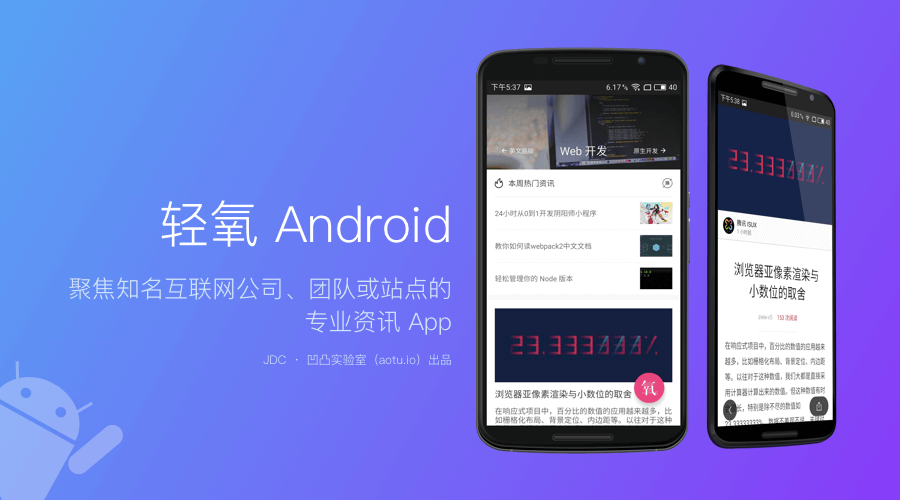 轻氧 Android
聚焦知名互联网公司、团队或站点的
专业资讯 App
JDC · 凹凸实验室（aotu.io）出品
下午5:37
6.17%
40
Web 开发
原生开发 →
本周热门资讯
24小时从0到1开发阴阳师小程序
教你如何读webpack2中文文档
轻松管理你的 Node 版本
23.333333%
浏览器亚像素渲染与小数位的取舍
氧
在响应式项目中，百分比的数值的应用越来越多，比
如栅格化布局、背景定位、内边距等。以往对于这种
下午5:38
0.03%
40
23.333333%
腾讯 ISUX
1 小时前
浏览器亚像素渲染与
小数位的取舍
153 次阅读
在响应式项目中，百分比的数值的应用越来
越多，比如栅格化布局、背景定位、内边距
等。以往对于这种数值，我们大都是直接采
用计算器计算出来的数值。但这种数值有时
长，特别是除不尽的数值如